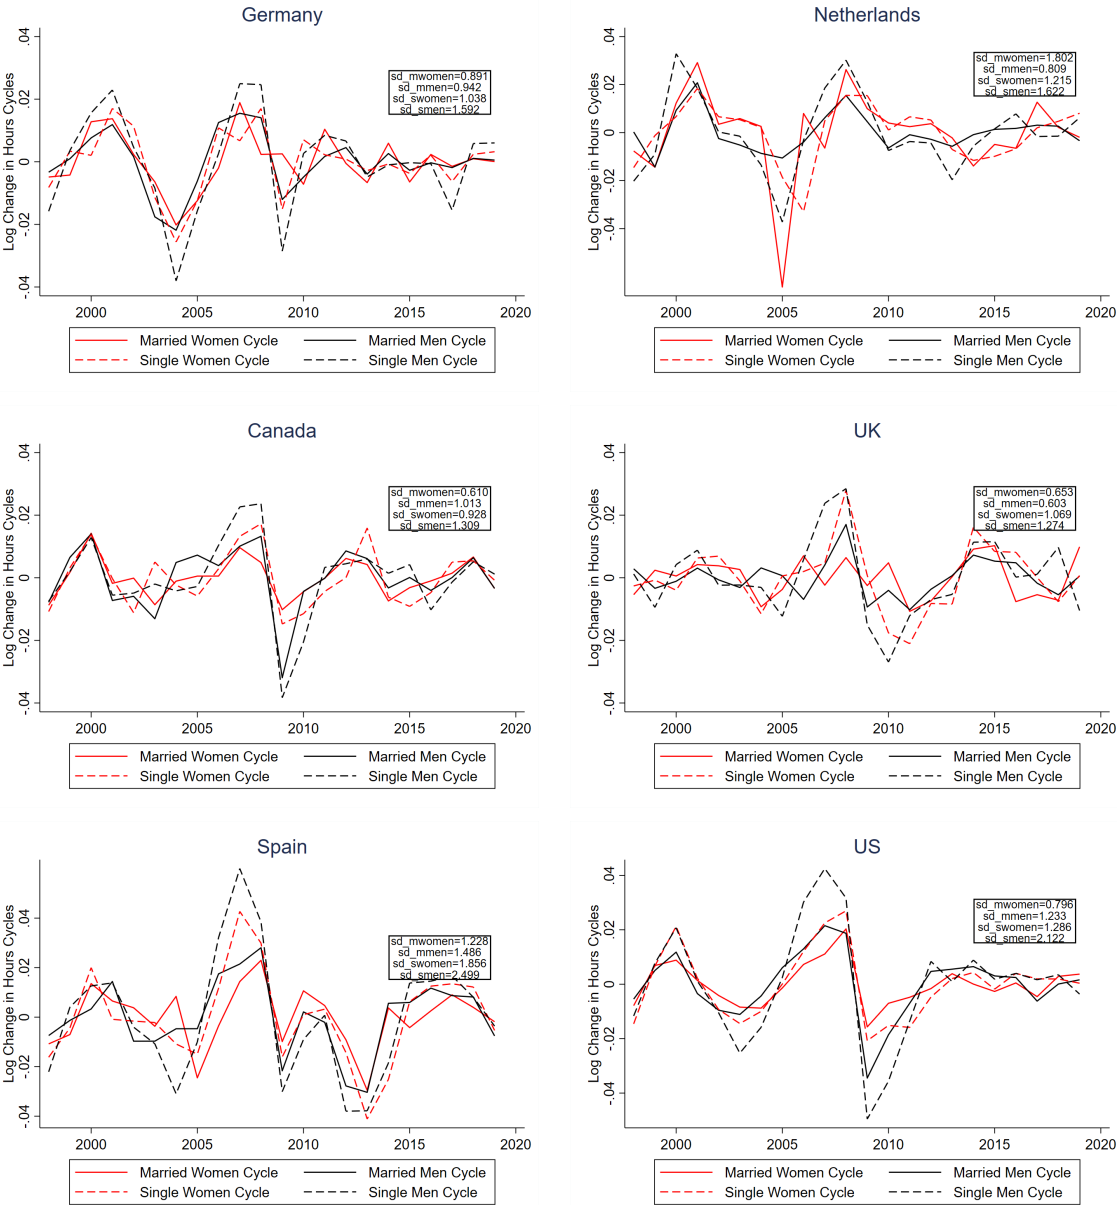 Germany
Log Change in Hours Cycles
.04
.02
0
-.02
-.04
sd_mwomen=0.891
sd_mmen=0.942
sd_swomen=1.038
sd_smen=1.592
2000 2005 2010 2015 2020
Married Women Cycle Married Men Cycle
Single Women Cycle Single Men Cycle
Netherlands
Log Change in Hours Cycles
.04
.02
0
-.02
-.04
sd_mwomen=1.802
sd_mmen=0.809
sd_swomen=1.215
sd_smen=1.622
2000 2005 2010 2015 2020
Married Women Cycle Married Men Cycle
Single Women Cycle Single Men Cycle
Canada
Log Change in Hours Cycles
.04
.02
0
-.02
-.04
sd_mwomen=0.610
sd_mmen=1.013
sd_swomen=0.928
sd_smen=1.309
2000 2005 2010 2015 2020
Married Women Cycle Married Men Cycle
Single Women Cycle Single Men Cycle
UK
Log Change in Hours Cycles
.04
.02
0
-.02
-.04
sd_mwomen=0.653
sd_mmen=0.603
sd_swomen=1.069
sd_smen=1.274
2000 2005 2010 2015 2020
Married Women Cycle Married Men Cycle
Single Women Cycle Single Men Cycle
Spain
Log Change in Hours Cycles
.04
.02
0
-.02
-.04
sd_mwomen=1.228
sd_mmen=1.486
sd_swomen=1.856
sd_smen=2.499
2000 2005 2010 2015 2020
Married Women Cycle Married Men Cycle
Single Women Cycle Single Men Cycle
US
Log Change in Hours Cycles
.04
.02
0
-.02
-.04
sd_mwomen=0.796
sd_mmen=1.233
sd_swomen=1.286
sd_smen=2.122
2000 2005 2010 2015 2020
Married Women Cycle Married Men Cycle
Single Women Cycle Single Men Cycle